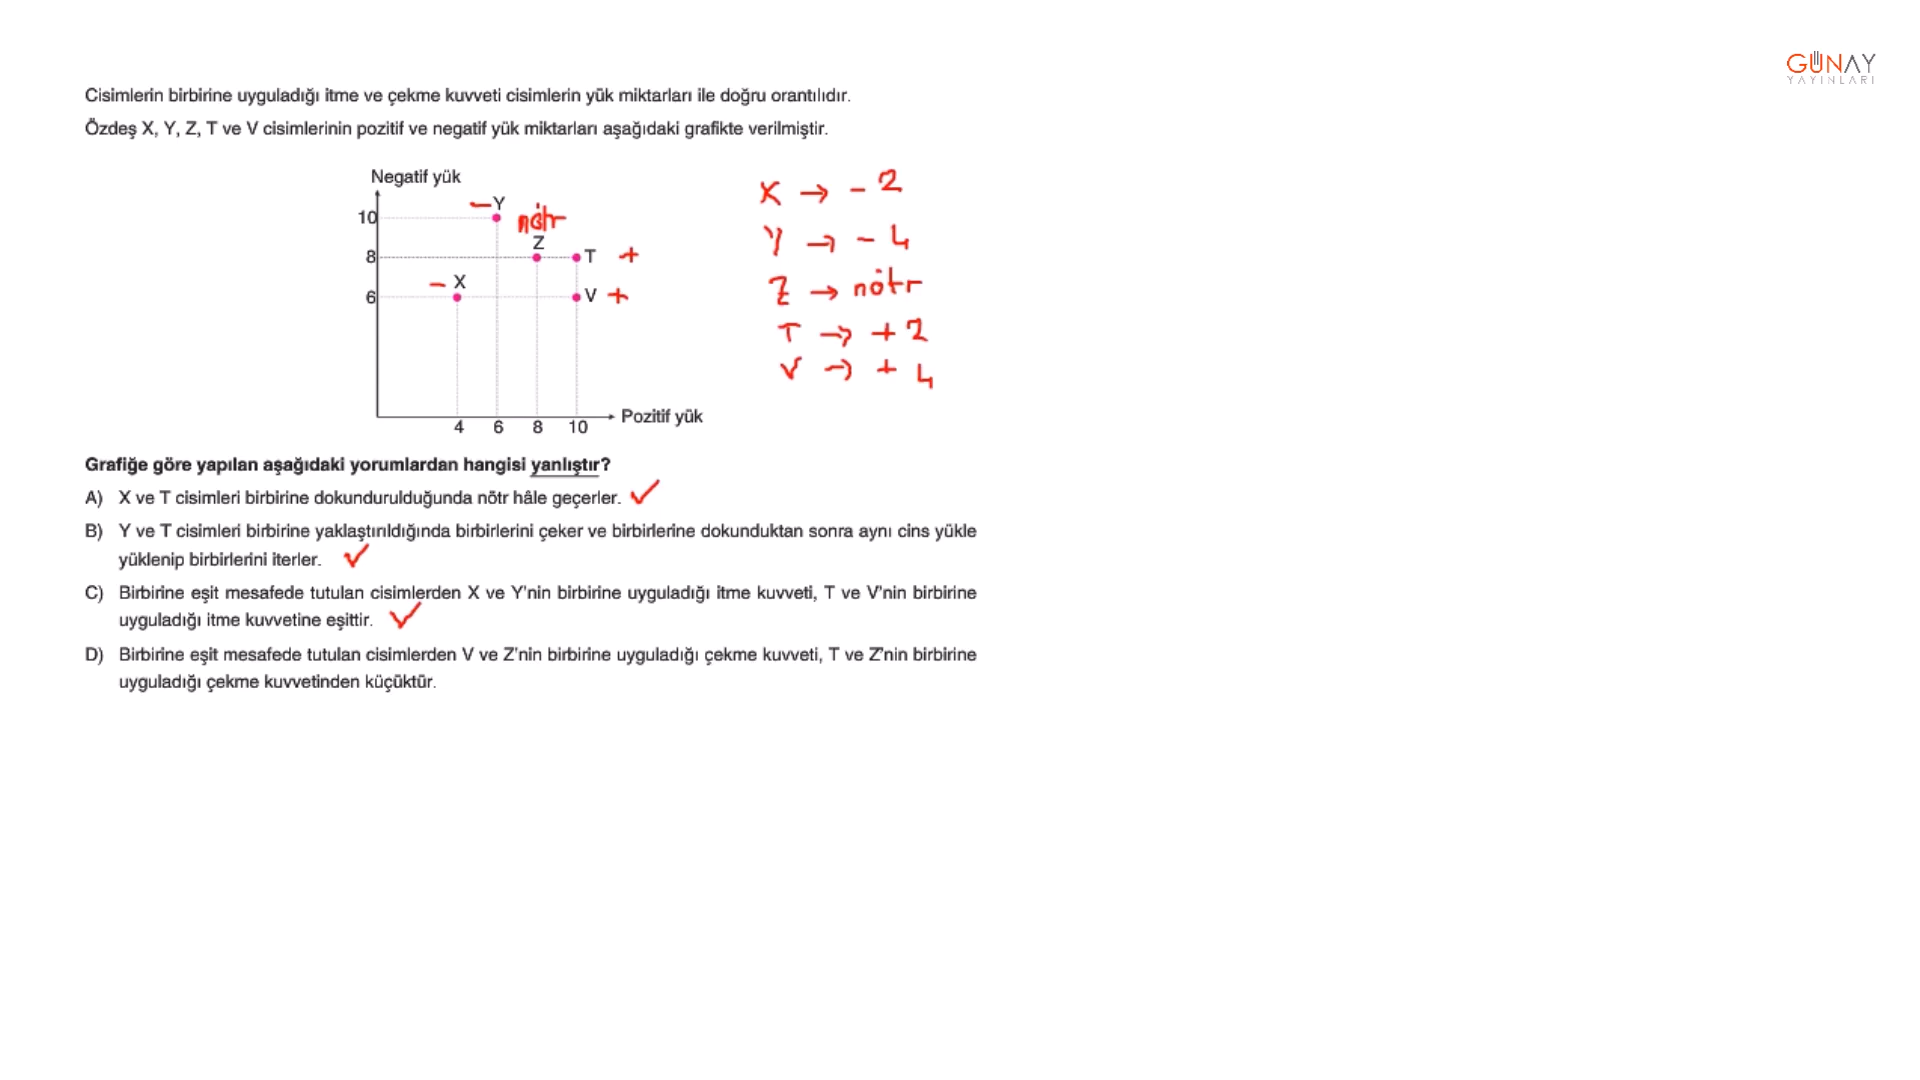 GÜNAY
YAYINLARI
Cisimlerin birbirine uyguladığı itme ve çekme kuvveti cisimlerin yük miktarları ile doğru orantılıdır.
Özdeş X, Y, Z, T ve V cisimlerinin pozitif ve negatif yük miktarları aşağıdaki grafikte verilmiştir.
Negatif yük
10
8
6
- Y
nötr
Z
T +
- X
V +
4 6 8 10
Pozitif yük
X → - 2
Y → - 4
Z → nötr
T → + 2
V → + 4
Grafiğe göre yapılan aşağıdaki yorumlardan hangisi yanlıştır?
A) X ve T cisimleri birbirine dokundurulduğunda nötr hâle geçerler. ✓
B) Y ve T cisimleri birbirine yaklaştırıldığında birbirlerini çeker ve birbirlerine dokunduktan sonra aynı cins yükle
yüklenip birbirlerini iterler. ✓
C) Birbirine eşit mesafede tutulan cisimlerden X ve Y'nin birbirine uyguladığı itme kuvveti, T ve V'nin birbirine
uyguladığı itme kuvvetine eşittir. ✓
D) Birbirine eşit mesafede tutulan cisimlerden V ve Z'nin birbirine uyguladığı çekme kuvveti, T ve Z'nin birbirine
uyguladığı çekme kuvvetinden küçüktür.